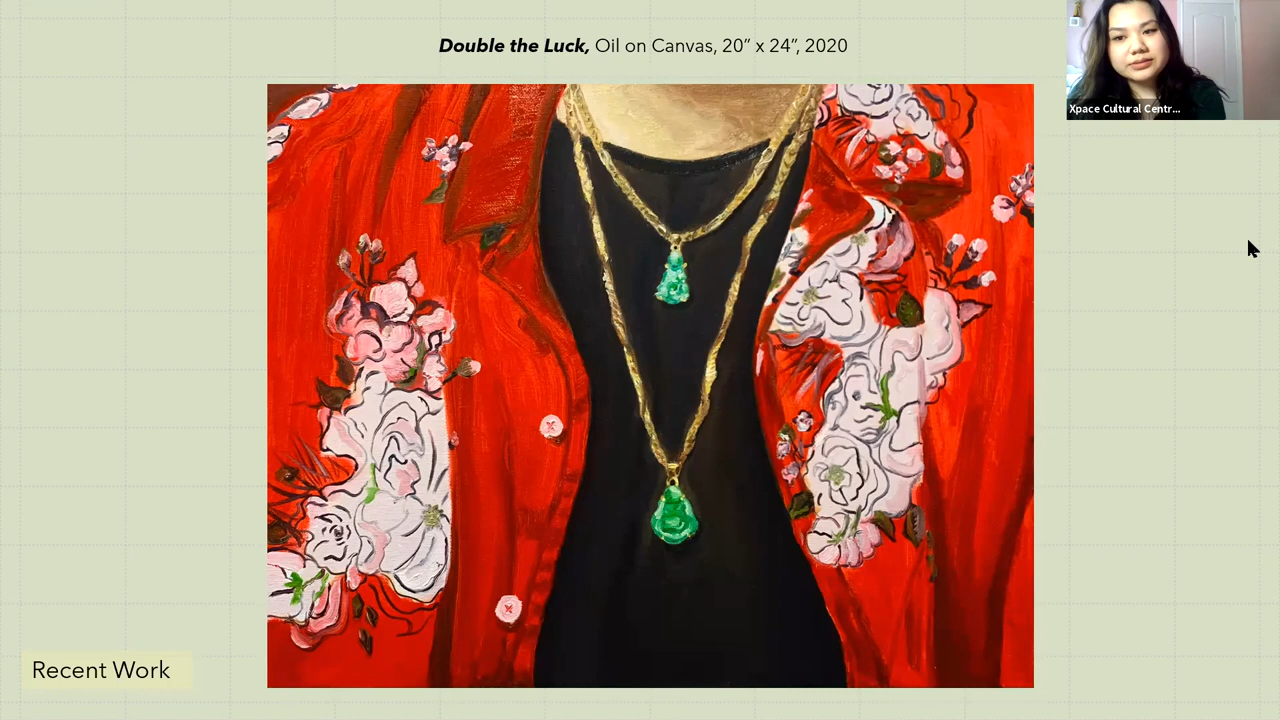 Double the Luck, Oil on Canvas, 20” x 24”, 2020
Xpace Cultural Centr...
Recent Work